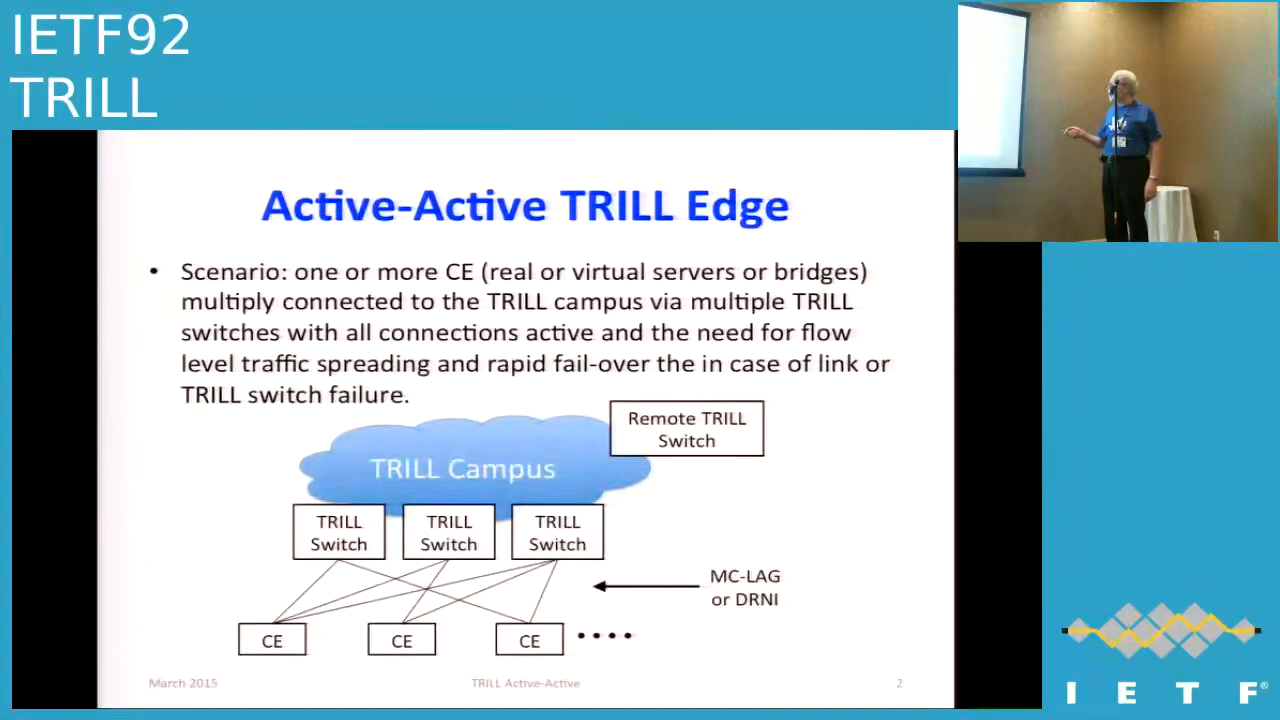 IETF92
TRILL
Active-Active TRILL Edge
• Scenario: one or more CE (real or virtual servers or bridges)
multiply connected to the TRILL campus via multiple TRILL
switches with all connections active and the need for flow
level traffic spreading and rapid fail-over the in case of link or
TRILL switch failure.
Remote TRILL
Switch
TRILL Campus
TRILL
Switch
TRILL
Switch
TRILL
Switch
MC-LAG
or DRNI
CE
CE
CE
March 2015
TRILL Active-Active
2
I E T F®